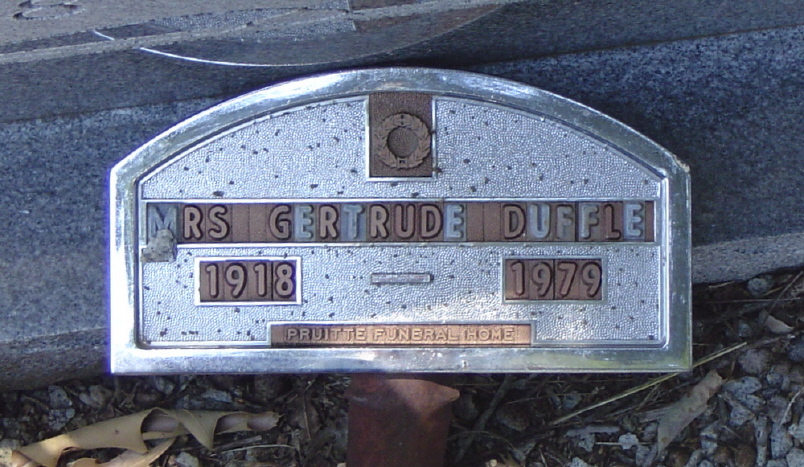 MRS GERTRUDE DUFFLE
1918 — 1979
PRUITTE FUNERAL HOME